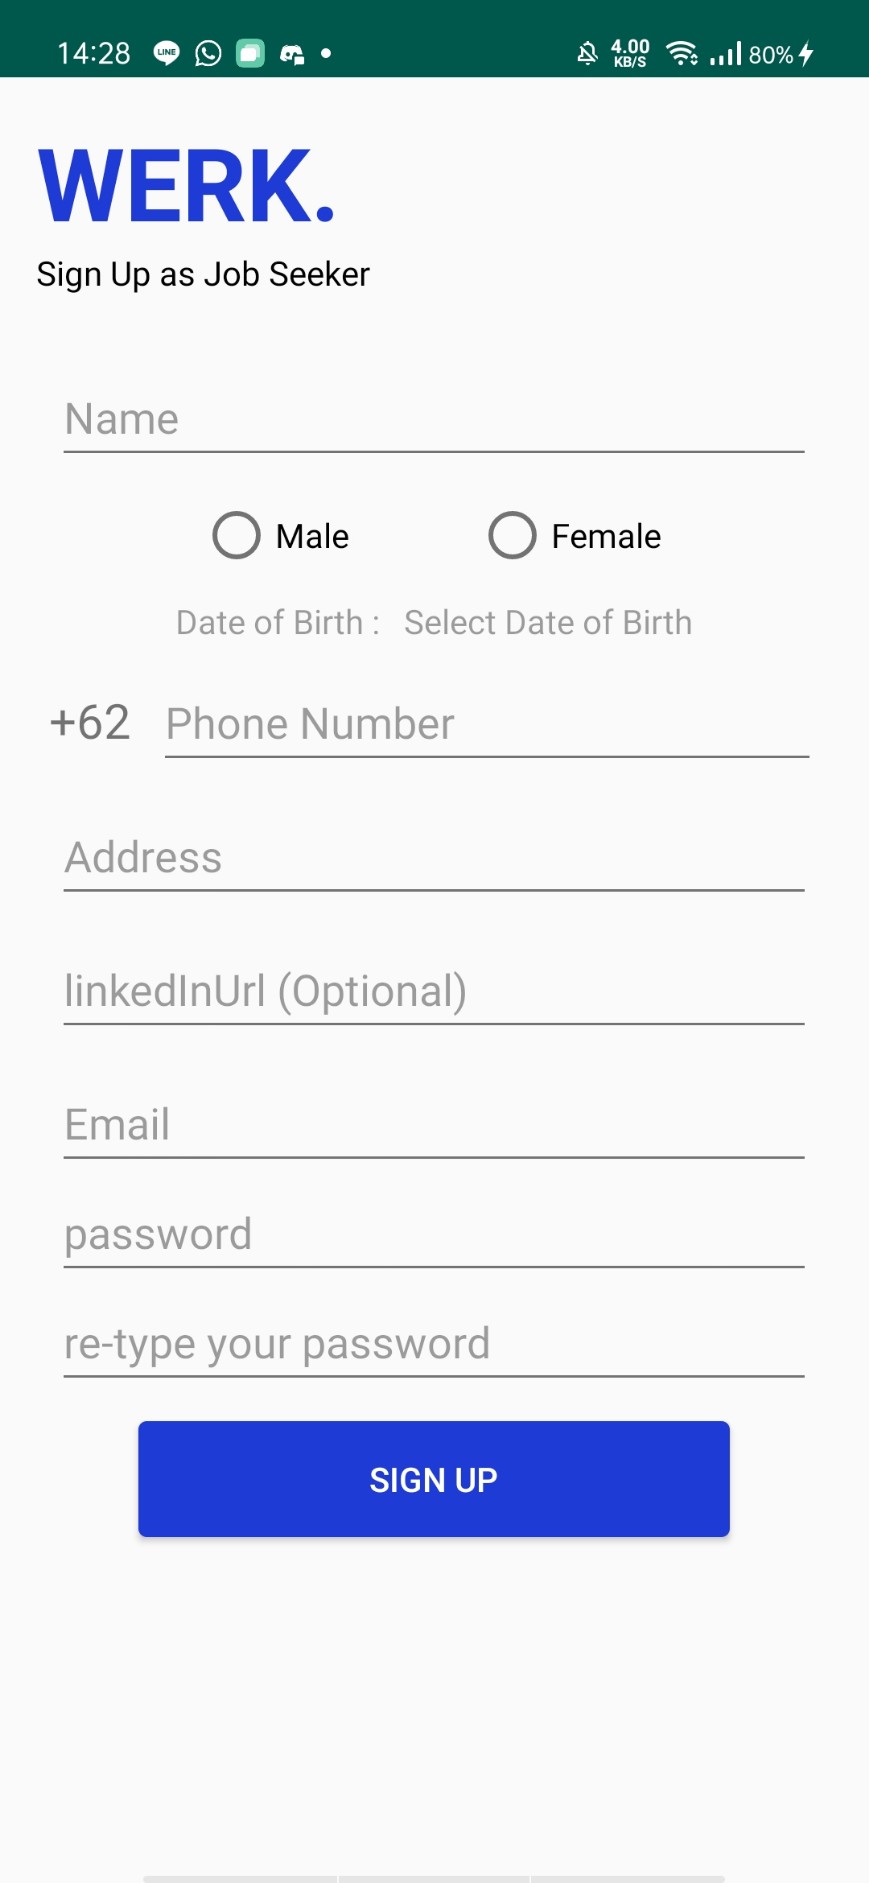 14:28 LINE 4.00 KB/S 80%
WERK.
Sign Up as Job Seeker
Name
Male Female
Date of Birth : Select Date of Birth
+62 Phone Number
Address
linkedInUrl (Optional)
Email
password
re-type your password
SIGN UP